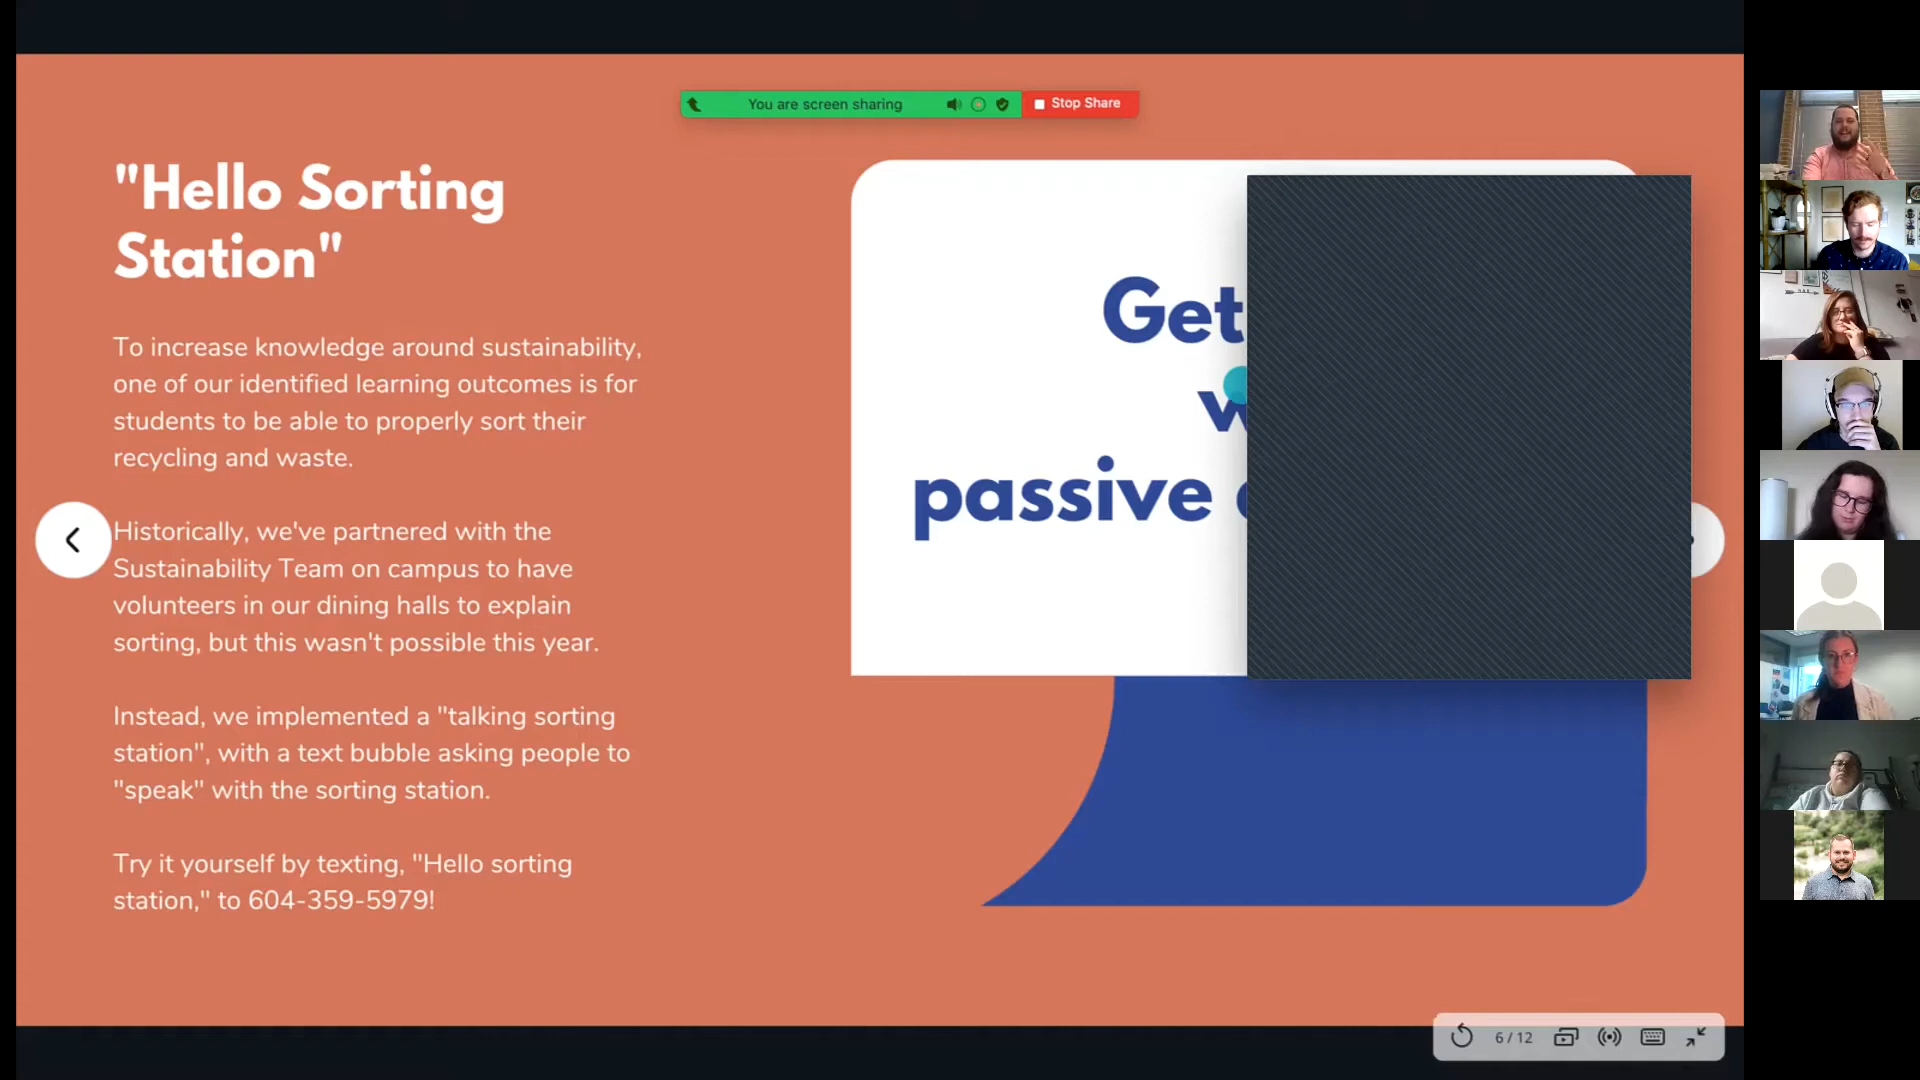 You are screen sharing
Stop Share
"Hello Sorting
Station"
To increase knowledge around sustainability,
one of our identified learning outcomes is for
students to be able to properly sort their
recycling and waste.
Historically, we've partnered with the
Sustainability Team on campus to have
volunteers in our dining halls to explain
sorting, but this wasn't possible this year.
Instead, we implemented a "talking sorting
station", with a text bubble asking people to
"speak" with the sorting station.
Try it yourself by texting, "Hello sorting
station," to 604-359-5979!
Get
passive
6 / 12